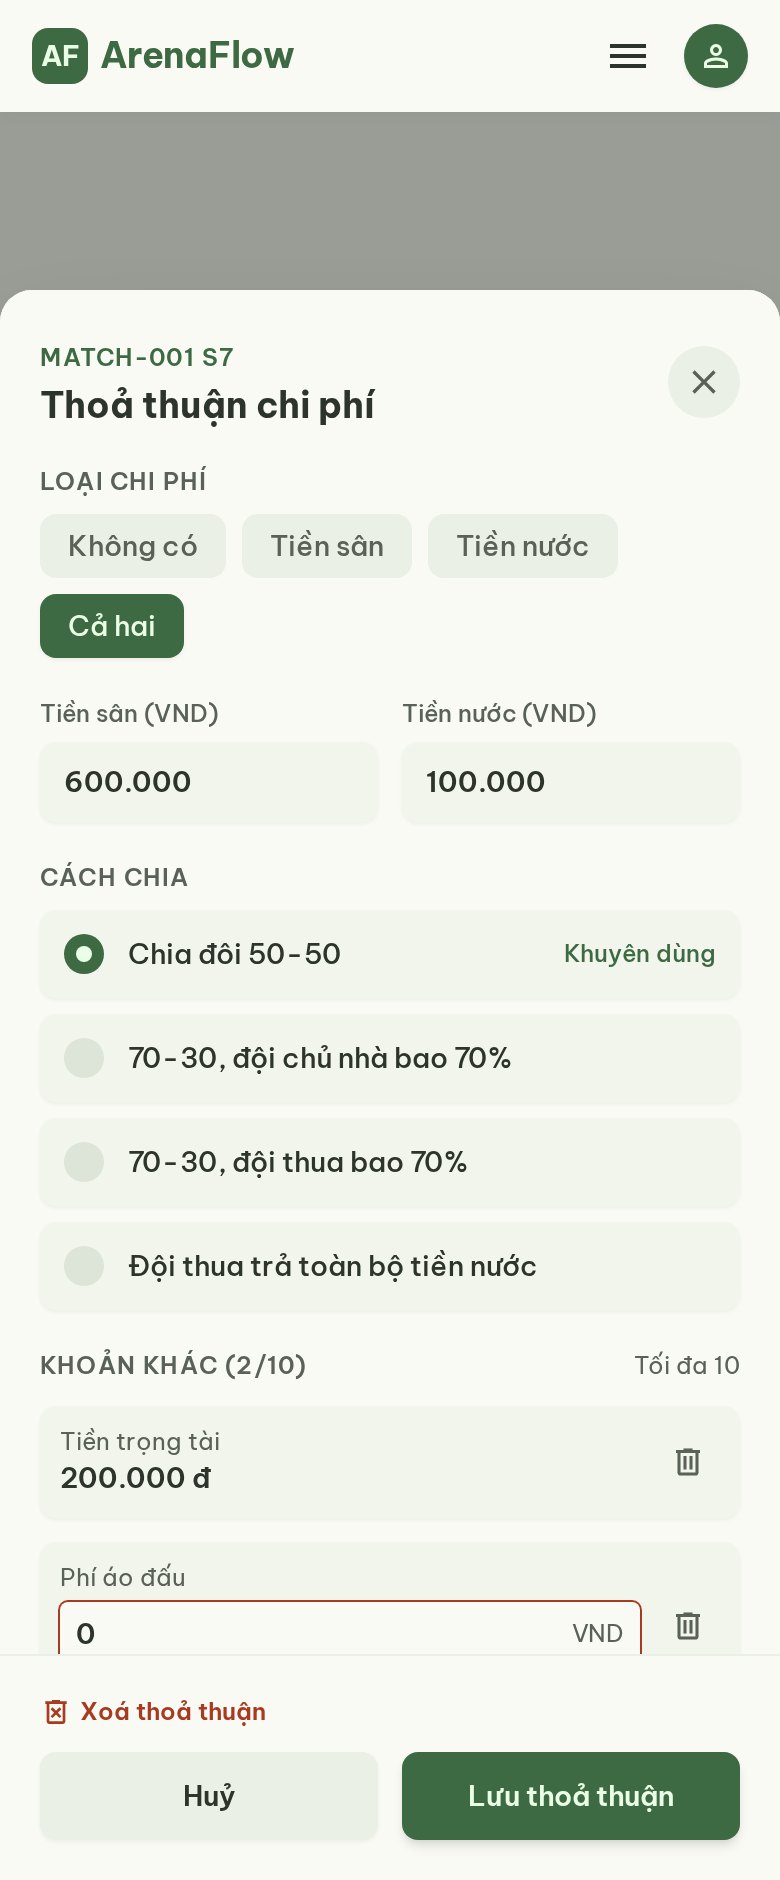 AF ArenaFlow
MATCH-001 S7
Thoả thuận chi phí
LOẠI CHI PHÍ
Không có Tiền sân Tiền nước
Cả hai
Tiền sân (VND) Tiền nước (VND)
600.000 100.000
CÁCH CHIA
Chia đôi 50-50 Khuyên dùng
70-30, đội chủ nhà bao 70%
70-30, đội thua bao 70%
Đội thua trả toàn bộ tiền nước
KHOẢN KHÁC (2/10) Tối đa 10
Tiền trọng tài
200.000 đ
Phí áo đấu
0 VND
Xoá thoả thuận
Huỷ Lưu thoả thuận